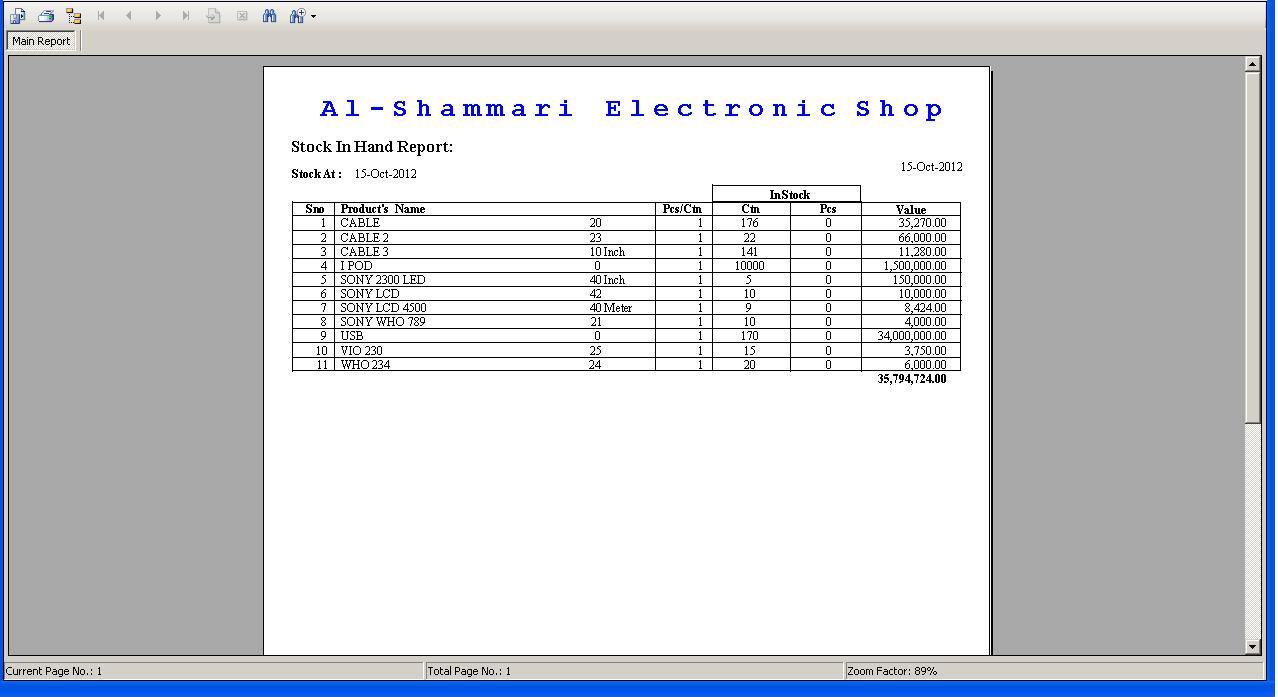 Main Report
Al-Shammari Electronic Shop
Stock In Hand Report:
15-Oct-2012
Stock At : 15-Oct-2012
In Stock
Sno Product's Name Pcs/Ctn Ctn Pcs Value
1 CABLE 20 1 176 0 35,270.00
2 CABLE 2 23 1 22 0 66,000.00
3 CABLE 3 10 Inch 1 141 0 11,280.00
4 I POD 0 1 10000 0 1,500,000.00
5 SONY 2300 LED 40 Inch 1 5 0 150,000.00
6 SONY LCD 42 1 10 0 10,000.00
7 SONY LCD 4500 40 Meter 1 9 0 8,424.00
8 SONY WHO 789 21 1 10 0 4,000.00
9 USB 0 1 170 0 34,000,000.00
10 VIO 230 25 1 15 0 3,750.00
11 WHO 234 24 1 20 0 6,000.00
35,794,724.00
Current Page No.: 1 Total Page No.: 1 Zoom Factor: 89%